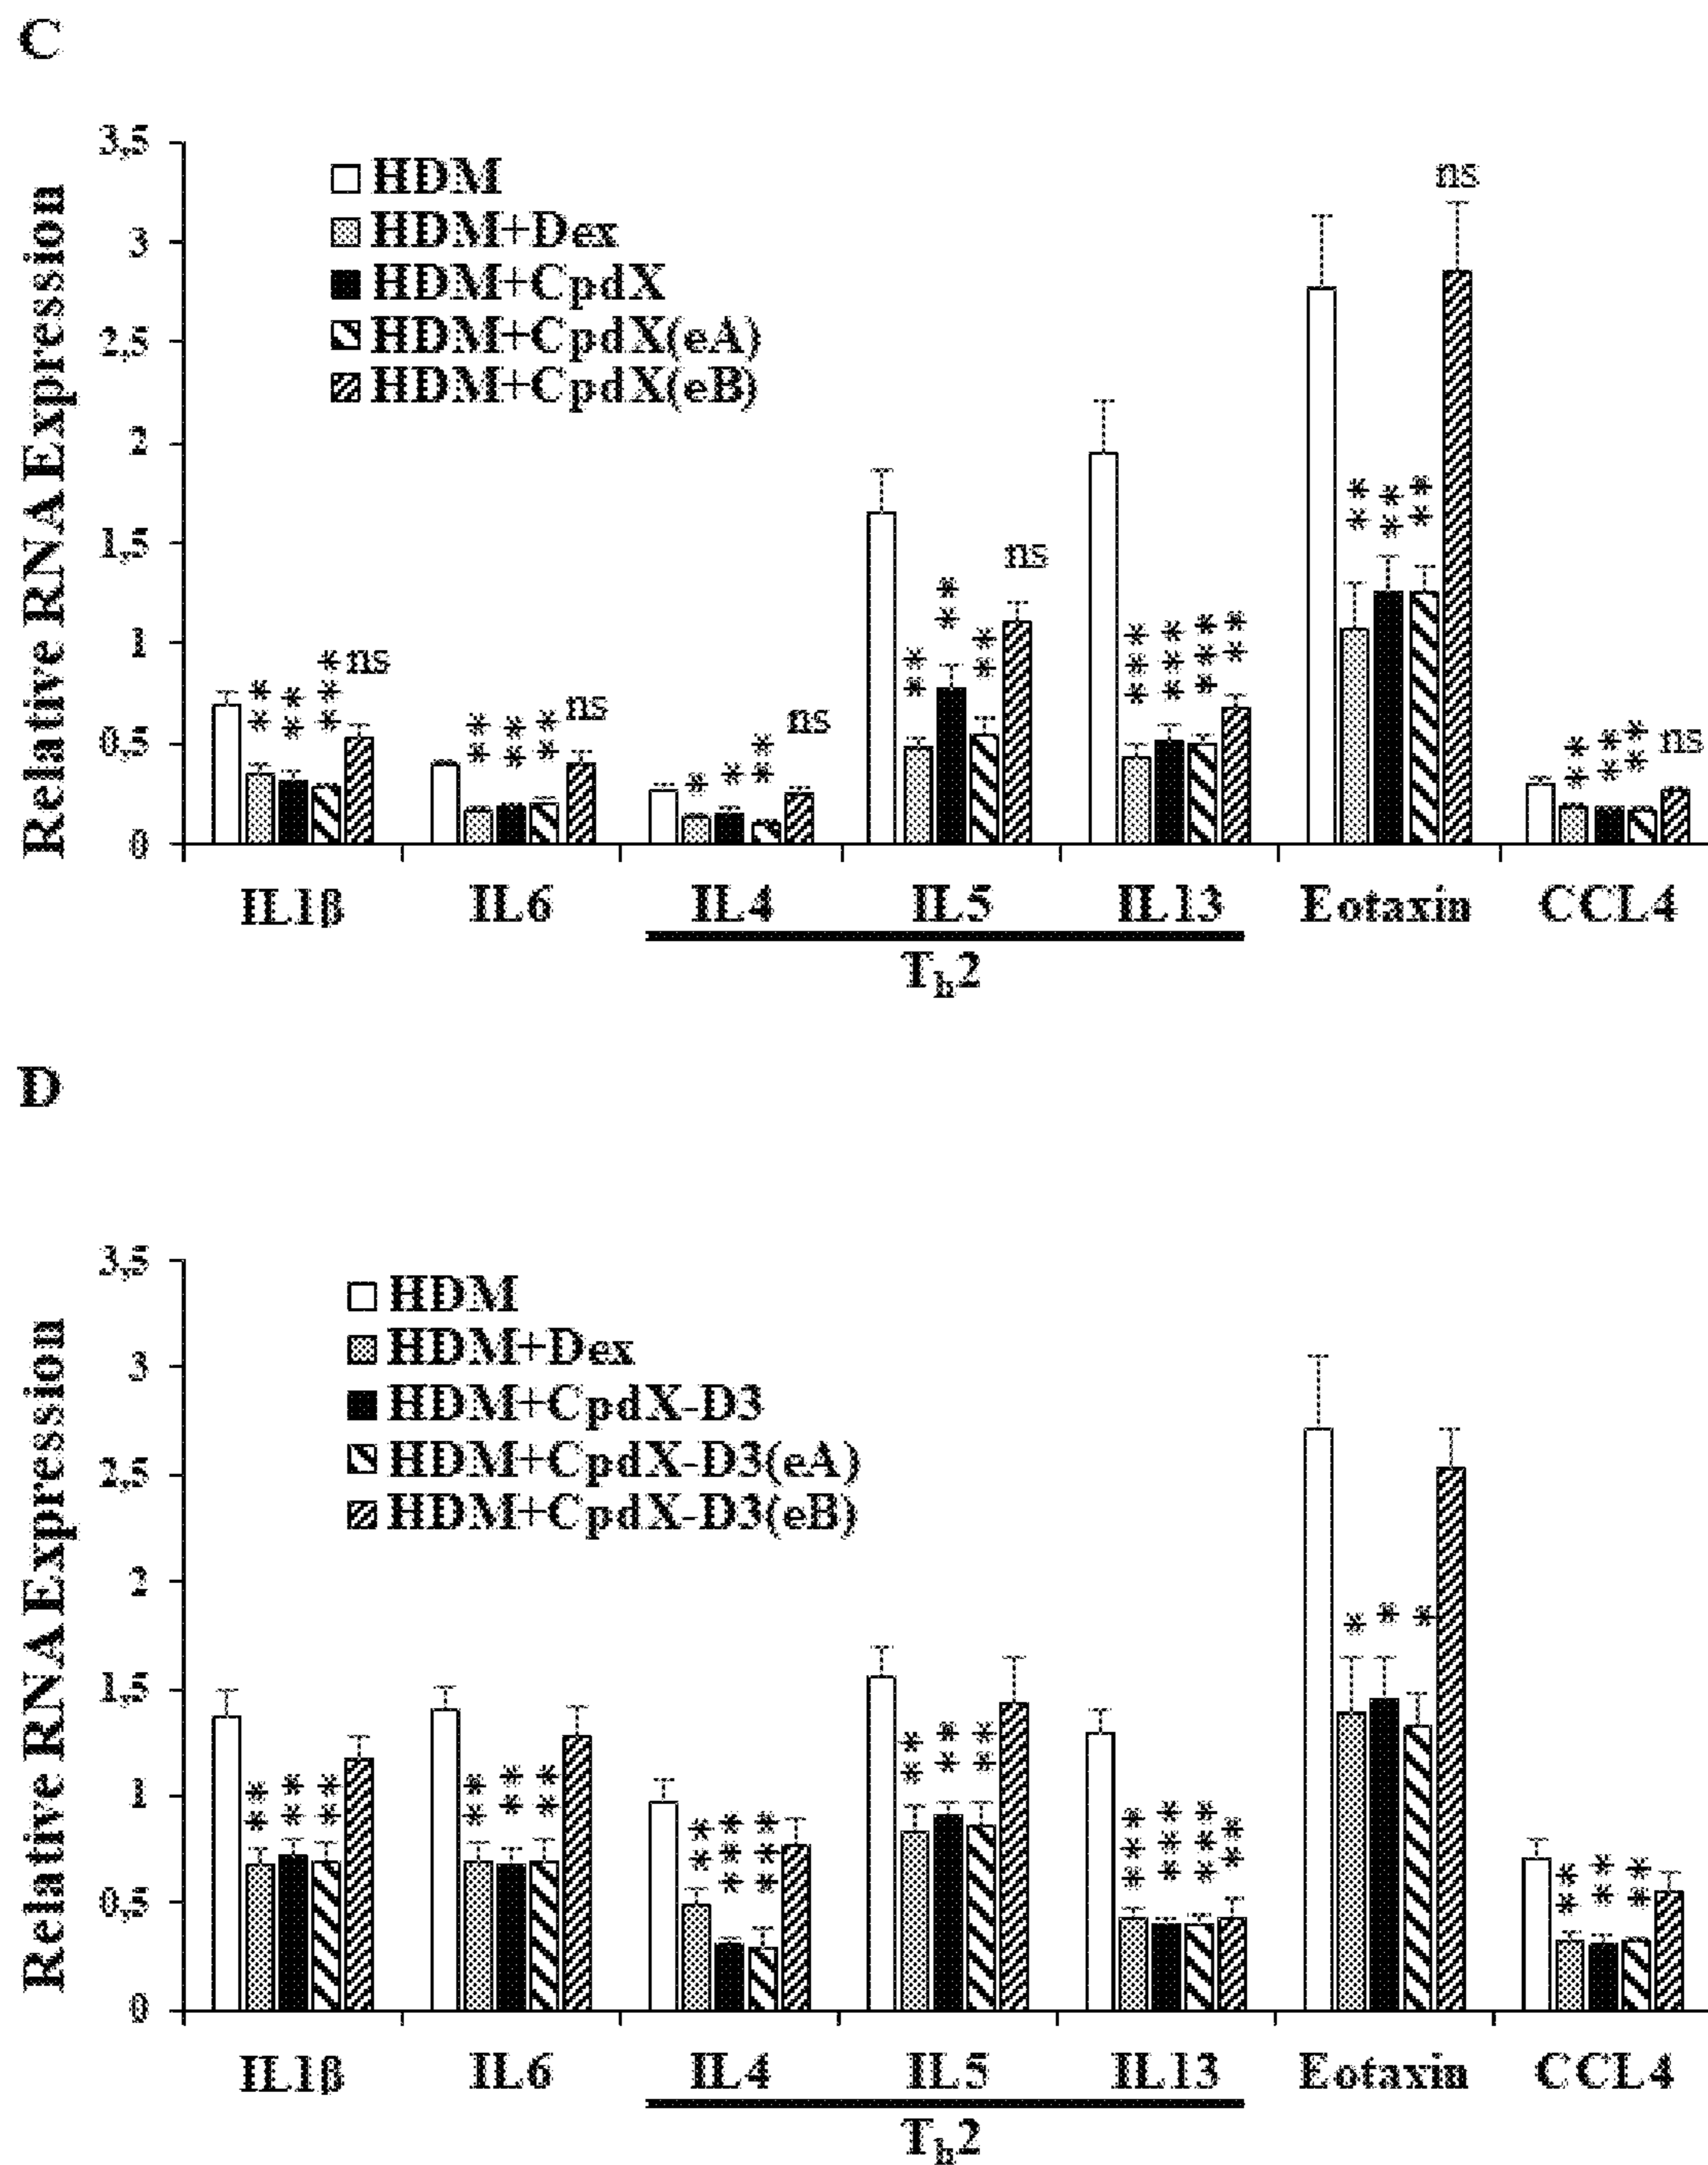 C
Relative RNA Expression
3,5
3
2,5
2
1,5
1
0,5
0
HDM
HDM+Dex
HDM+CpdX
HDM+CpdX(eA)
HDM+CpdX(eB)
** ** *** ns
** ** ** ns
* * ** ns
** ** ** ns
*** *** *** **
** ** ** ns
** ** ** ns
IL1β IL6 IL4 IL5 IL13 Eotaxin CCL4
Th2
D
Relative RNA Expression
3,5
3
2,5
2
1,5
1
0,5
0
HDM
HDM+Dex
HDM+CpdX-D3
HDM+CpdX-D3(eA)
HDM+CpdX-D3(eB)
** ** **
** ** **
** *** ***
** ** **
*** *** *** **
* * *
** ** **
IL1β IL6 IL4 IL5 IL13 Eotaxin CCL4
Th2